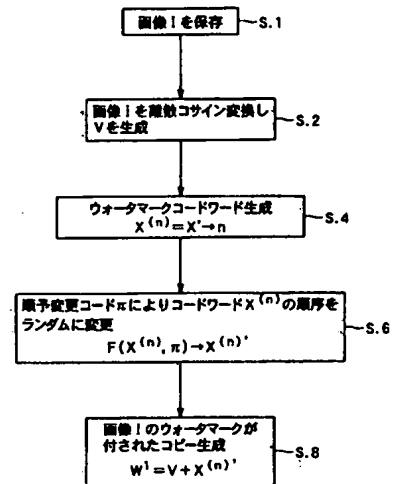 画像Iを保存
S.1
画像Iを離散コサイン変換し
Vを生成
S.2
ウォータマークコードワード生成
X(n)=X'→n
S.4
順予変更コードπによりコードワードX(n)の順序を
ランダムに変更
F(X(n),π)→X(n)'
S.6
画像Iのウォータマークが
付されたコピー生成
W1=V+X(n)'
S.8